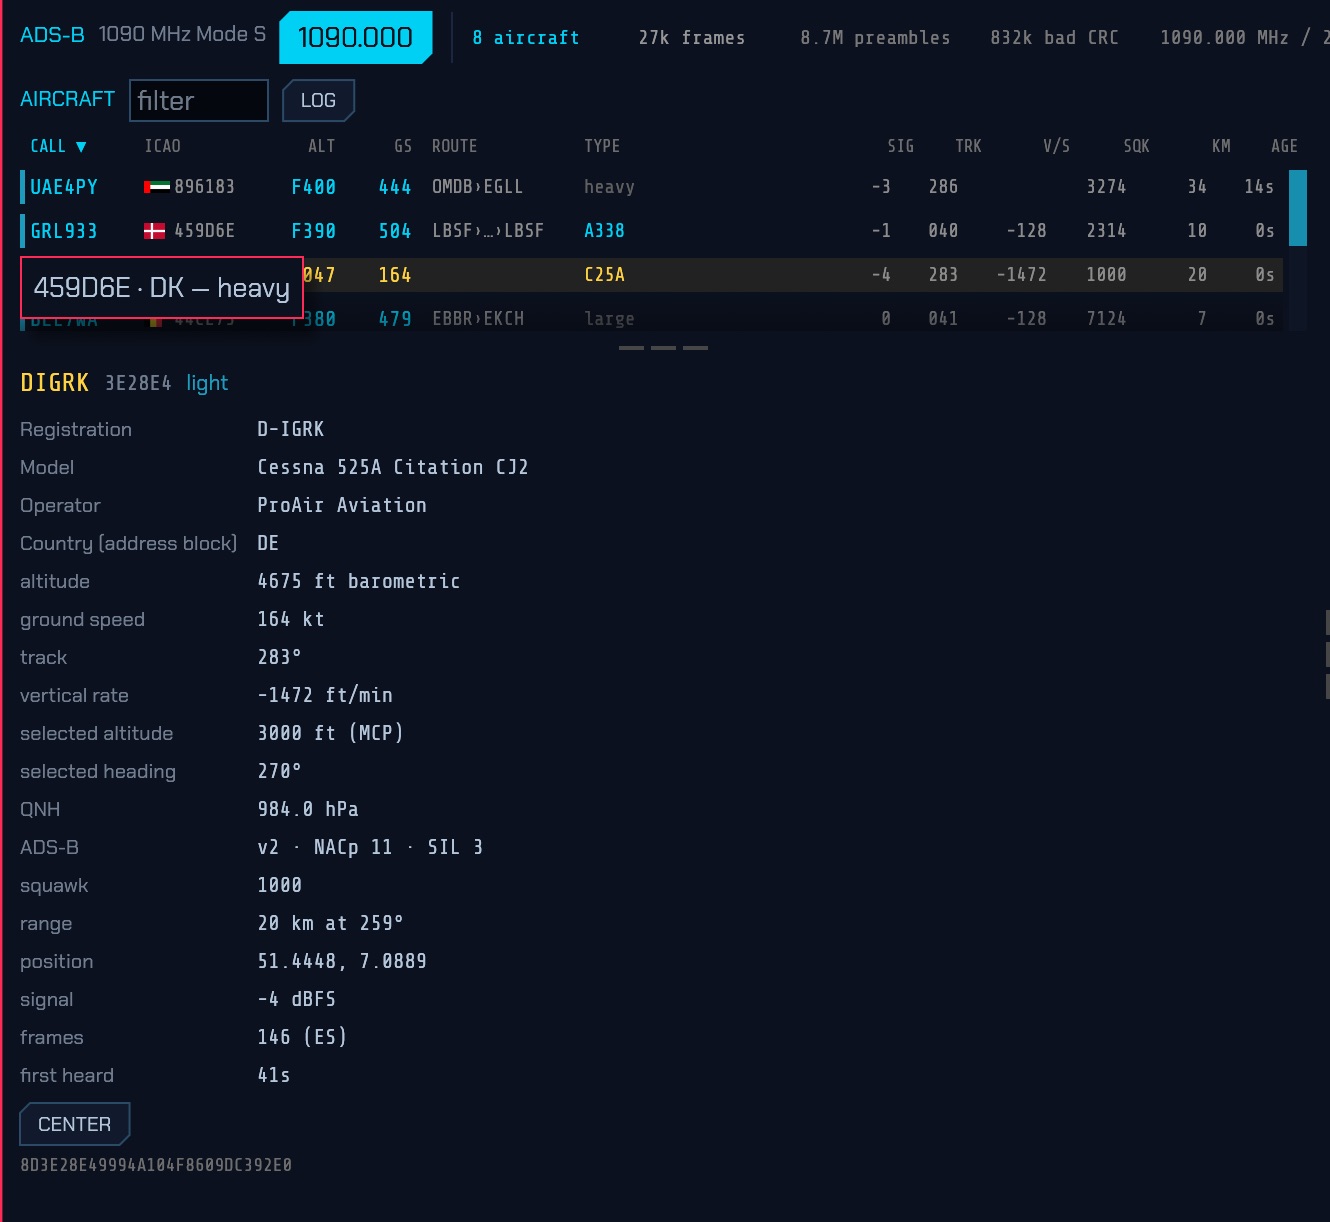 ADS-B 1090 MHz Mode S 1090.000 8 aircraft 27k frames 8.7M preambles 832k bad CRC 1090.000 MHz /
AIRCRAFT filter LOG
CALL ▼ ICAO ALT GS ROUTE TYPE SIG TRK V/S SQK KM AGE
UAE4PY 896183 F400 444 OMDB›EGLL heavy -3 286 3274 34 14s
GRL933 459D6E F390 504 LBSF›…›LBSF A338 -1 040 -128 2314 10 0s
459D6E · DK — heavy
047 164 C25A -4 283 -1472 1000 20 0s
F380 479 EBBR›EKCH large 0 041 -128 7124 7 0s
DIGRK 3E28E4 light
Registration D-IGRK
Model Cessna 525A Citation CJ2
Operator ProAir Aviation
Country (address block) DE
altitude 4675 ft barometric
ground speed 164 kt
track 283°
vertical rate -1472 ft/min
selected altitude 3000 ft (MCP)
selected heading 270°
QNH 984.0 hPa
ADS-B v2 · NACp 11 · SIL 3
squawk 1000
range 20 km at 259°
position 51.4448, 7.0889
signal -4 dBFS
frames 146 (ES)
first heard 41s
CENTER
8D3E28E49994A104F8609DC392E0